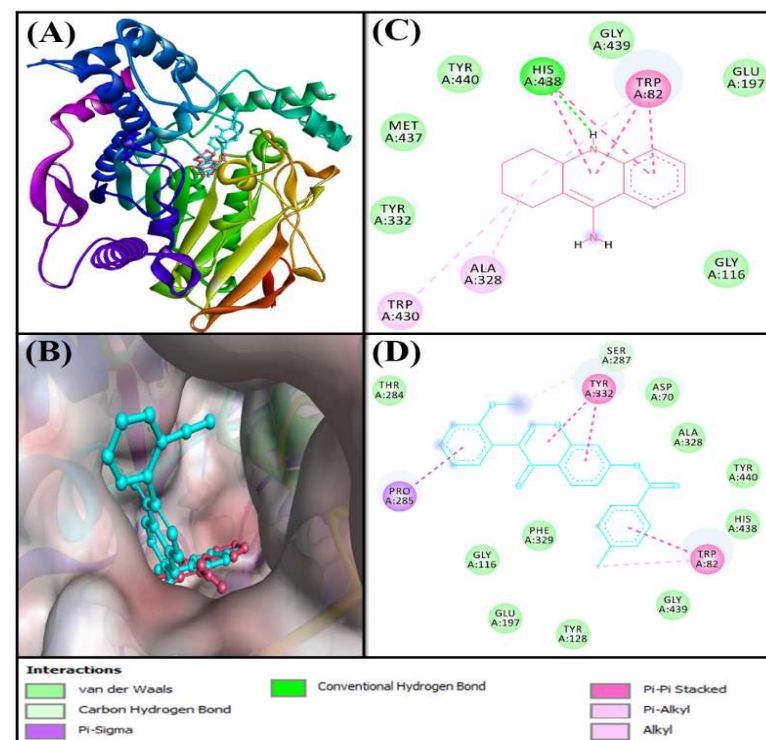 (A)
(B)
(C)
GLY
A:439
TYR
A:440
HIS
A:438
TRP
A:82
GLU
A:197
MET
A:437
H
N
TYR
A:332
N
H
H
GLY
A:116
ALA
A:328
TRP
A:430
(D)
SER
A:287
THR
A:284
TYR
A:332
ASP
A:70
ALA
A:328
O
O
O
O
O
TYR
A:440
PRO
A:285
PHE
A:329
HIS
A:438
GLY
A:116
TRP
A:82
GLY
A:439
GLU
A:197
TYR
A:128
Interactions
van der Waals
Carbon Hydrogen Bond
Pi-Sigma
Conventional Hydrogen Bond
Pi-Pi Stacked
Pi-Alkyl
Alkyl